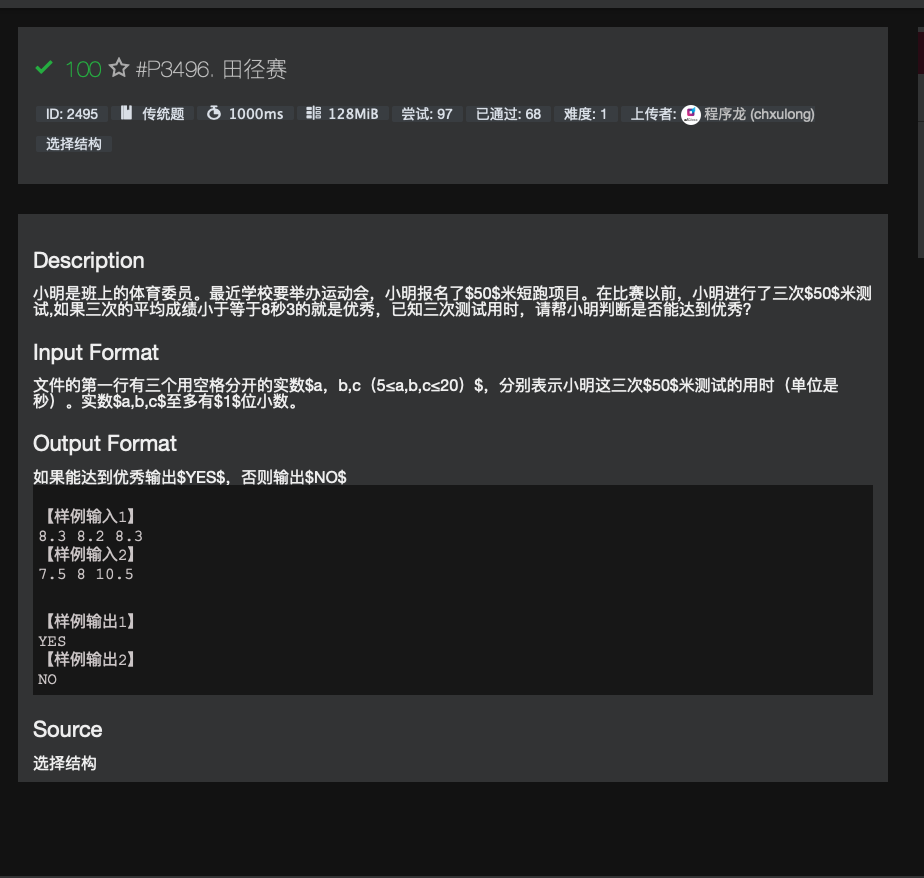 100 #P3496. 田径赛
ID: 2495 传统题 1000ms 128MiB 尝试: 97 已通过: 68 难度: 1 上传者: 程序龙 (chxulong)
选择结构
Description
小明是班上的体育委员。最近学校要举办运动会，小明报名了$50$米短跑项目。在比赛以前，小明进行了三次$50$米测
试,如果三次的平均成绩小于等于8秒3的就是优秀，已知三次测试用时，请帮小明判断是否能达到优秀？
Input Format
文件的第一行有三个用空格分开的实数$a，b,c（5≤a,b,c≤20）$，分别表示小明这三次$50$米测试的用时（单位是
秒）。实数$a,b,c$至多有$1$位小数。
Output Format
如果能达到优秀输出$YES$，否则输出$NO$
【样例输入1】
8.3 8.2 8.3
【样例输入2】
7.5 8 10.5
【样例输出1】
YES
【样例输出2】
NO
Source
选择结构